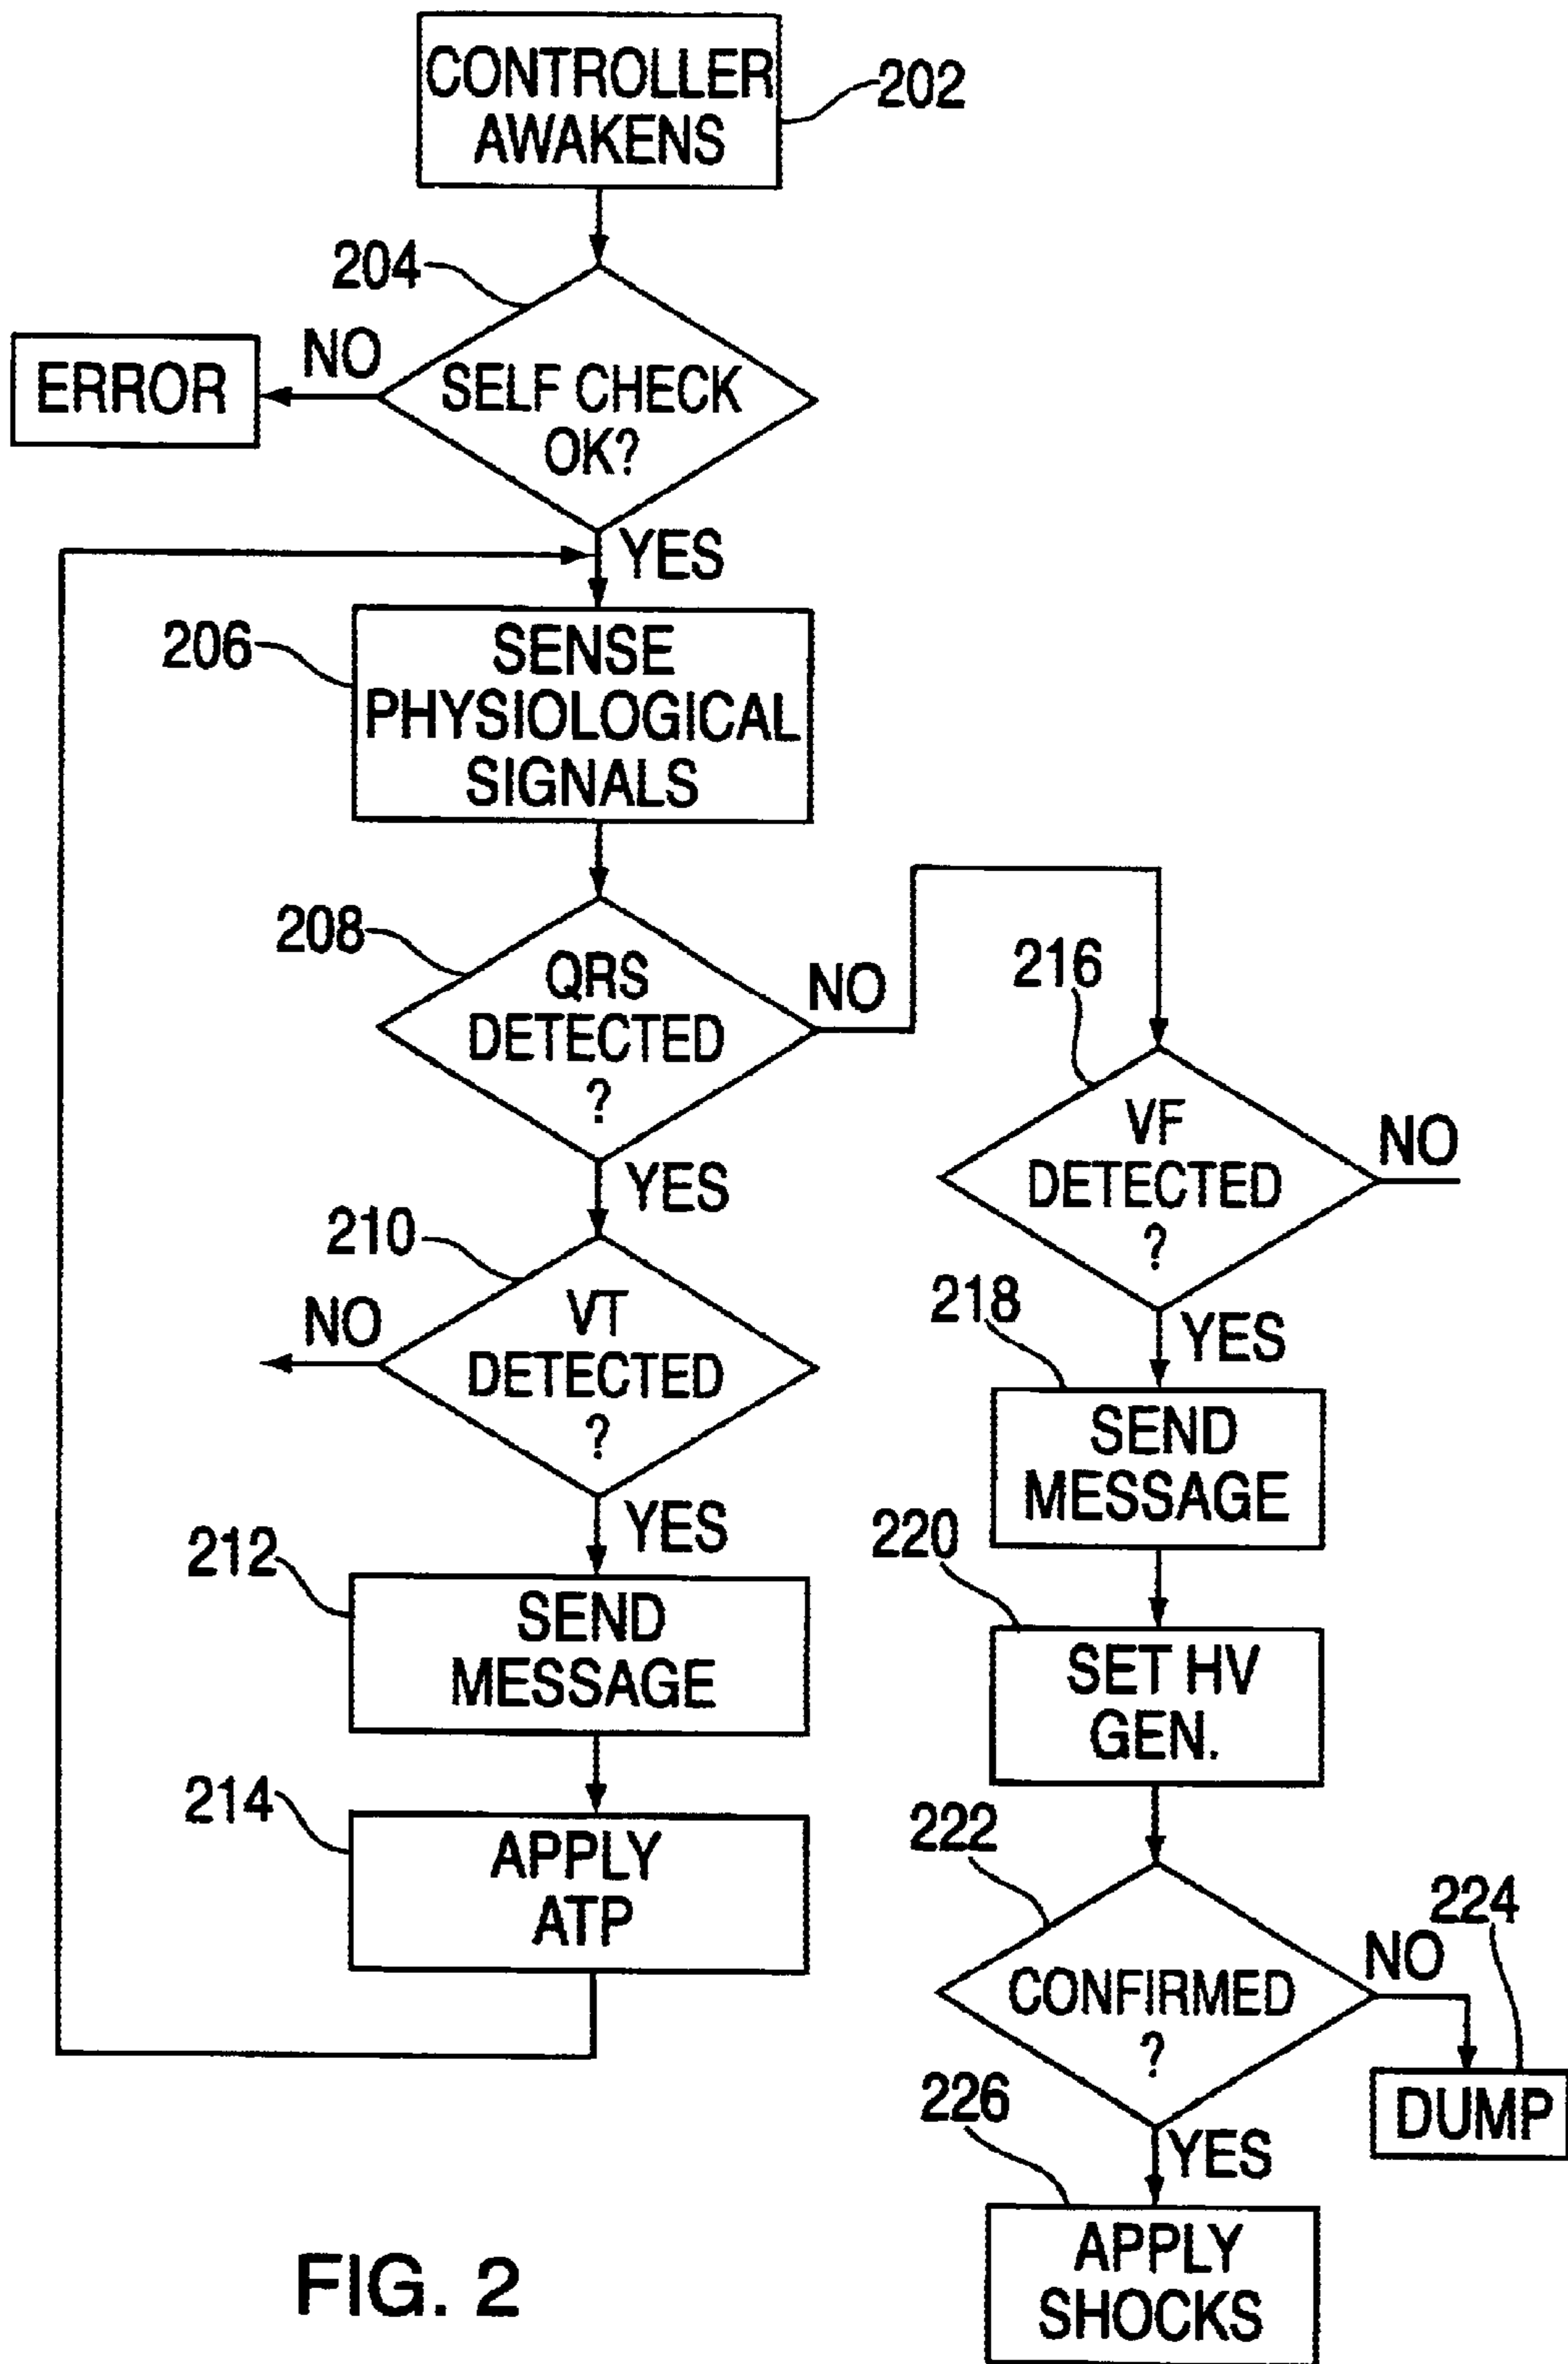 CONTROLLER
AWAKENS
202
204
NO
ERROR
SELF CHECK
OK?
YES
206
SENSE
PHYSIOLOGICAL
SIGNALS
208
QRS
DETECTED
?
NO
YES
210
VT
DETECTED
?
NO
YES
212
SEND
MESSAGE
214
APPLY
ATP
216
VF
DETECTED
?
NO
YES
218
SEND
MESSAGE
220
SET HV
GEN.
222
CONFIRMED
?
NO
224
DUMP
YES
226
APPLY
SHOCKS
FIG. 2